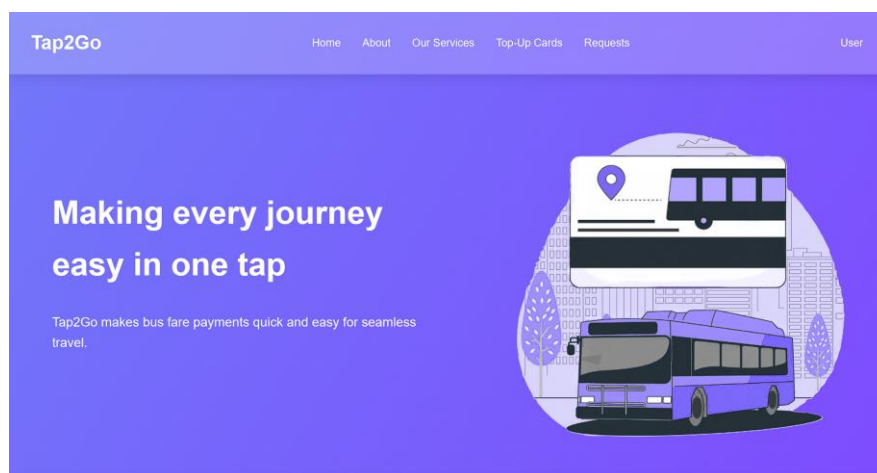 Tap2Go
Home About Our Services Top-Up Cards Requests User
Making every journey
easy in one tap
Tap2Go makes bus fare payments quick and easy for seamless
travel.